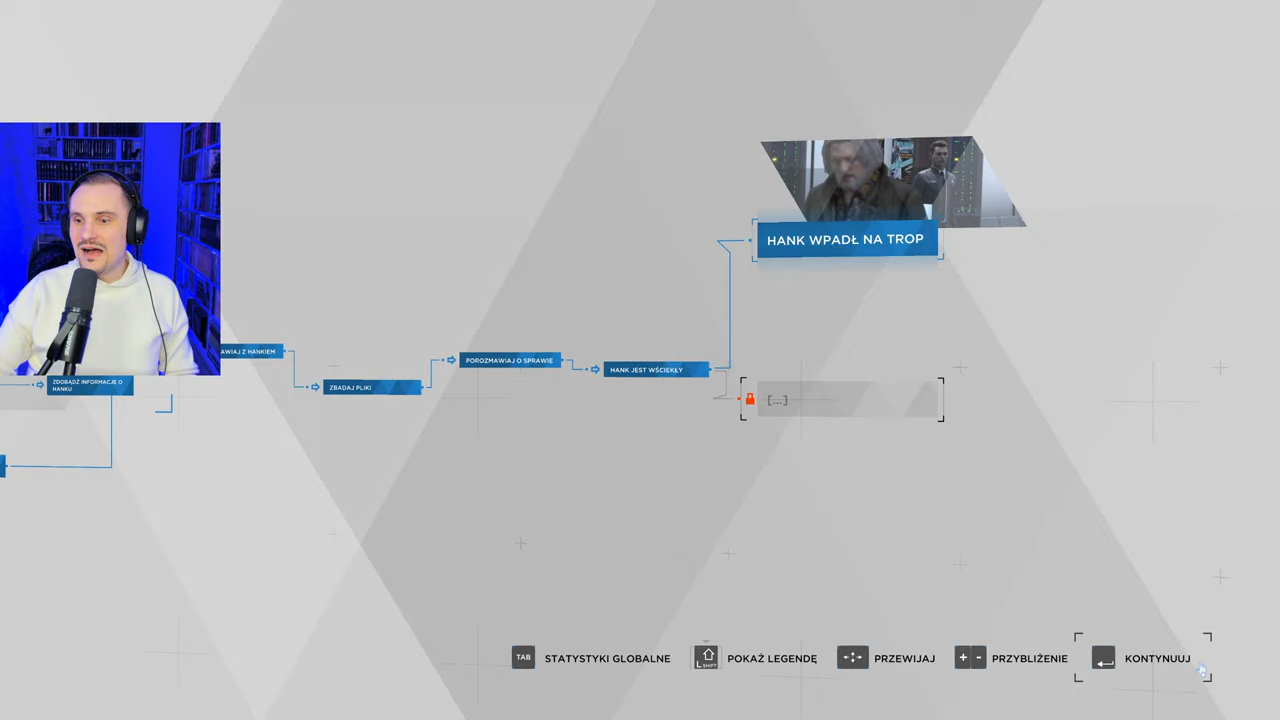 HANK WPADŁ NA TROP
AWIAJ Z HANKIEM
POROZMAWIAJ O SPRAWIE
HANK JEST WŚCIEKŁY
ZDOBĄDŹ INFORMACJE O
HANKU
ZBADAJ PLIKI
[...]
TAB STATYSTYKI GLOBALNE
L SHIFT POKAŻ LEGENDĘ
PRZEWIJAJ
+ - PRZYBLIŻENIE
KONTYNUUJ